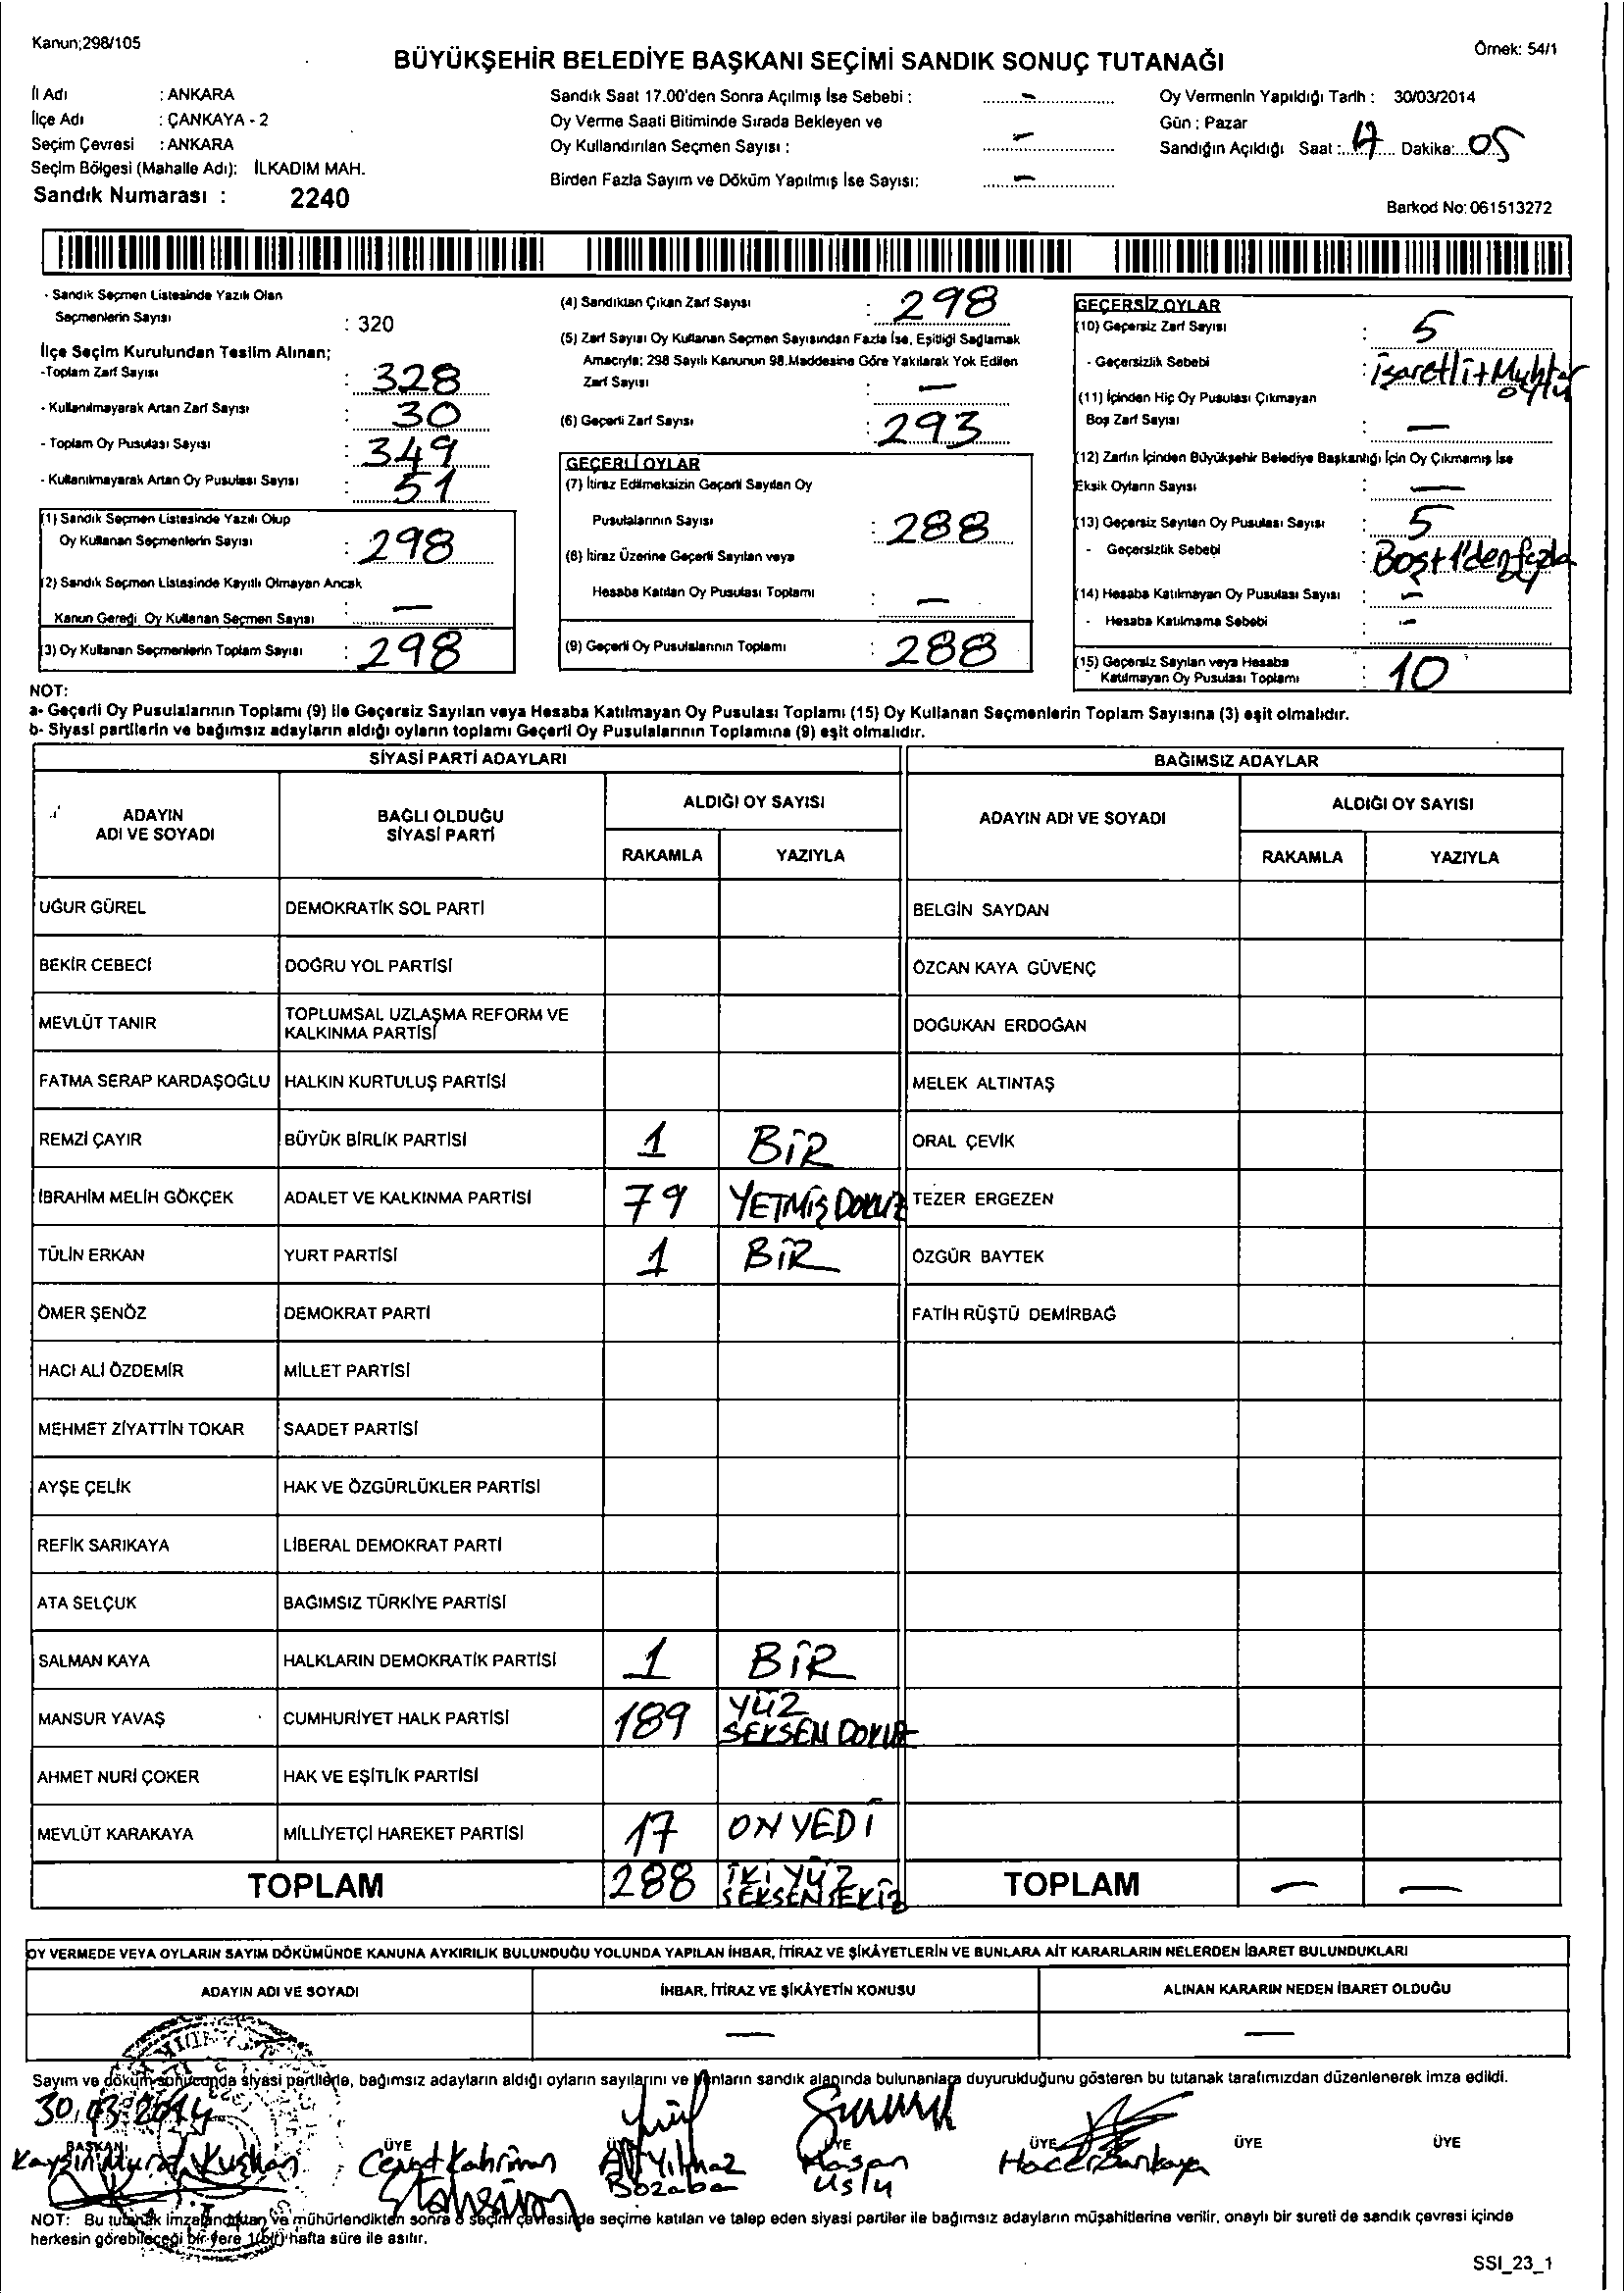 Kanun;298/105
Örnek: 54/1
BÜYÜKŞEHİR BELEDİYE BAŞKANI SEÇİMİ SANDIK SONUÇ TUTANAĞI
İl Adı : ANKARA
İlçe Adı : ÇANKAYA - 2
Seçim Çevresi : ANKARA
Seçim Bölgesi (Mahalle Adı): İLKADIM MAH.
Sandık Numarası : 2240
Sandık Saat 17.00'den Sonra Açılmış İse Sebebi : –
Oy Verme Saati Bitiminde Sırada Bekleyen ve
Oy Kullandırılan Seçmen Sayısı : –
Birden Fazla Sayım ve Döküm Yapılmış İse Sayısı: –
Oy Vermenin Yapıldığı Tarih : 30/03/2014
Gün : Pazar
Sandığın Açıldığı Saat : 17 Dakika: 05
Barkod No: 061513272
- Sandık Seçmen Listesinde Yazılı Olan
Seçmenlerin Sayısı : 320
İlçe Seçim Kurulundan Teslim Alınan;
-Toplam Zarf Sayısı : 328
- Kullanılmayarak Artan Zarf Sayısı : 30
- Toplam Oy Pusulası Sayısı : 349
- Kullanılmayarak Artan Oy Pusulası Sayısı : 51
(1) Sandık Seçmen Listesinde Yazılı Olup
Oy Kullanan Seçmenlerin Sayısı : 298
(2) Sandık Seçmen Listesinde Kayıtlı Olmayan Ancak
Kanun Gereği Oy Kullanan Seçmen Sayısı : –
(3) Oy Kullanan Seçmenlerin Toplam Sayısı : 298
(4) Sandıktan Çıkan Zarf Sayısı : 298
(5) Zarf Sayısı Oy Kullanan Seçmen Sayısından Fazla İse, Eşitliği Sağlamak
Amacıyla; 298 Sayılı Kanunun 98.Maddesine Göre Yakılarak Yok Edilen
Zarf Sayısı : –
(6) Geçerli Zarf Sayısı : 293
GEÇERLİ OYLAR
(7) İtiraz Edilmeksizin Geçerli Sayılan Oy
Pusulalarının Sayısı : 288
(8) İtiraz Üzerine Geçerli Sayılan veya
Hesaba Katılan Oy Pusulası Toplamı : –
(9) Geçerli Oy Pusulalarının Toplamı : 288
GEÇERSİZ OYLAR
(10) Geçersiz Zarf Sayısı : 5
- Geçersizlik Sebebi : işaretli+Muhtar
oylu
(11) İçinden Hiç Oy Pusulası Çıkmayan
Boş Zarf Sayısı : –
(12) Zarfın İçinden Büyükşehir Belediye Başkanlığı İçin Oy Çıkmamış İse
Eksik Oyların Sayısı : –
(13) Geçersiz Sayılan Oy Pusulası Sayısı : 5
- Geçersizlik Sebebi : Boş+1'den fazla
(14) Hesaba Katılmayan Oy Pusulası Sayısı : –
- Hesaba Katılmama Sebebi : –
(15) Geçersiz Sayılan veya Hesaba
Katılmayan Oy Pusulası Toplamı : 10
NOT:
a- Geçerli Oy Pusulalarının Toplamı (9) ile Geçersiz Sayılan veya Hesaba Katılmayan Oy Pusulası Toplamı (15) Oy Kullanan Seçmenlerin Toplam Sayısına (3) eşit olmalıdır.
b- Siyasi partilerin ve bağımsız adayların aldığı oyların toplamı Geçerli Oy Pusulalarının Toplamına (9) eşit olmalıdır.
SİYASİ PARTİ ADAYLARI BAĞIMSIZ ADAYLAR
ADAYIN
ADI VE SOYADI
BAĞLI OLDUĞU
SİYASİ PARTİ
ALDIĞI OY SAYISI
RAKAMLA YAZIYLA
ADAYIN ADI VE SOYADI
ALDIĞI OY SAYISI
RAKAMLA YAZIYLA
UĞUR GÜREL DEMOKRATİK SOL PARTİ BELGİN SAYDAN
BEKİR CEBECİ DOĞRU YOL PARTİSİ ÖZCAN KAYA GÜVENÇ
MEVLÜT TANIR TOPLUMSAL UZLAŞMA REFORM VE
KALKINMA PARTİSİ DOĞUKAN ERDOĞAN
FATMA SERAP KARDAŞOĞLU HALKIN KURTULUŞ PARTİSİ MELEK ALTINTAŞ
REMZİ ÇAYIR BÜYÜK BİRLİK PARTİSİ 1 BİR ORAL ÇEVİK
İBRAHİM MELİH GÖKÇEK ADALET VE KALKINMA PARTİSİ 79 YETMİŞ DOKUZ TEZER ERGEZEN
TÜLİN ERKAN YURT PARTİSİ 1 BİR ÖZGÜR BAYTEK
ÖMER ŞENÖZ DEMOKRAT PARTİ FATİH RÜŞTÜ DEMİRBAĞ
HACI ALİ ÖZDEMİR MİLLET PARTİSİ
MEHMET ZİYATTİN TOKAR SAADET PARTİSİ
AYŞE ÇELİK HAK VE ÖZGÜRLÜKLER PARTİSİ
REFİK SARIKAYA LİBERAL DEMOKRAT PARTİ
ATA SELÇUK BAĞIMSIZ TÜRKİYE PARTİSİ
SALMAN KAYA HALKLARIN DEMOKRATİK PARTİSİ 1 BİR
MANSUR YAVAŞ CUMHURİYET HALK PARTİSİ 189 YÜZ
SEKSEN DOKUZ
AHMET NURİ ÇOKER HAK VE EŞİTLİK PARTİSİ
MEVLÜT KARAKAYA MİLLİYETÇİ HAREKET PARTİSİ 17 ON YEDİ
TOPLAM 288 İKİ YÜZ
SEKSEN SEKİZ TOPLAM – –
OY VERMEDE VEYA OYLARIN SAYIM DÖKÜMÜNDE KANUNA AYKIRILIK BULUNDUĞU YOLUNDA YAPILAN İHBAR, İTİRAZ VE ŞİKÂYETLERİN VE BUNLARA AİT KARARLARIN NELERDEN İBARET BULUNDUKLARI
ADAYIN ADI VE SOYADI İHBAR, İTİRAZ VE ŞİKÂYETİN KONUSU ALINAN KARARIN NEDEN İBARET OLDUĞU
– –
Sayım ve döküm sonucunda siyasi partilerle, bağımsız adayların aldığı oyların sayılarını ve bunların sandık alanında bulunanlara duyurulduğunu gösteren bu tutanak tarafımızdan düzenlenerek imza edildi.
30.03.2014
BAŞKAN ÜYE ÜYE ÜYE ÜYE ÜYE ÜYE
Cevat Kahriman Yılmaz Hasan Hacer
Bozaba Uslu
NOT: Bu tutanak imzalandıktan ve mühürlendikten sonra o seçim çevresinde seçime katılan ve talep eden siyasi partiler ile bağımsız adayların müşahitlerine verilir, onaylı bir sureti de sandık çevresi içinde
herkesin görebileceği bir yere 1(bir) hafta süre ile asılır.
SSI_23_1